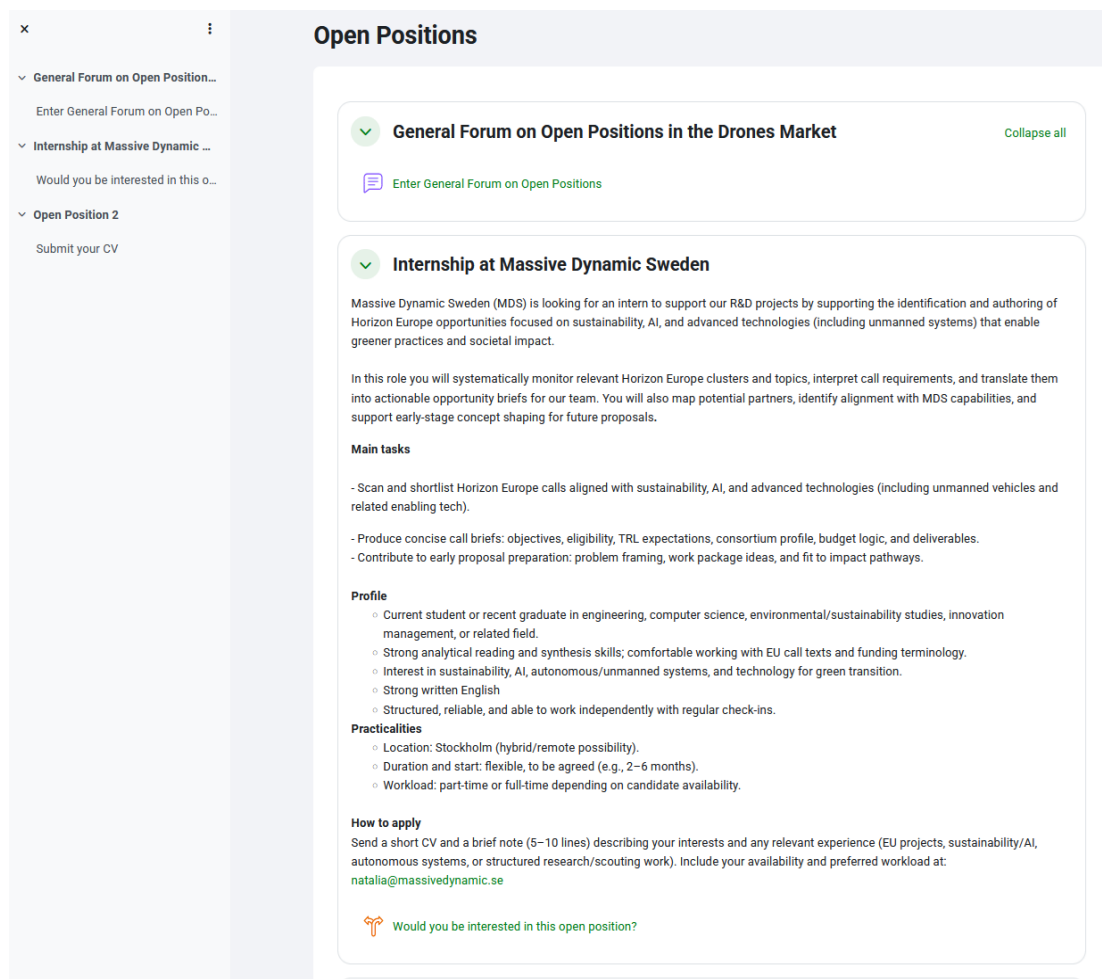 Open Positions
General Forum on Open Position...
Enter General Forum on Open Po...
Internship at Massive Dynamic ...
Would you be interested in this o...
Open Position 2
Submit your CV
General Forum on Open Positions in the Drones Market
Collapse all
Enter General Forum on Open Positions
Internship at Massive Dynamic Sweden
Massive Dynamic Sweden (MDS) is looking for an intern to support our R&D projects by supporting the identification and authoring of
Horizon Europe opportunities focused on sustainability, AI, and advanced technologies (including unmanned systems) that enable
greener practices and societal impact.
In this role you will systematically monitor relevant Horizon Europe clusters and topics, interpret call requirements, and translate them
into actionable opportunity briefs for our team. You will also map potential partners, identify alignment with MDS capabilities, and
support early-stage concept shaping for future proposals.
Main tasks
- Scan and shortlist Horizon Europe calls aligned with sustainability, AI, and advanced technologies (including unmanned vehicles and
related enabling tech).
- Produce concise call briefs: objectives, eligibility, TRL expectations, consortium profile, budget logic, and deliverables.
- Contribute to early proposal preparation: problem framing, work package ideas, and fit to impact pathways.
Profile
○ Current student or recent graduate in engineering, computer science, environmental/sustainability studies, innovation
management, or related field.
○ Strong analytical reading and synthesis skills; comfortable working with EU call texts and funding terminology.
○ Interest in sustainability, AI, autonomous/unmanned systems, and technology for green transition.
○ Strong written English
○ Structured, reliable, and able to work independently with regular check-ins.
Practicalities
○ Location: Stockholm (hybrid/remote possibility).
○ Duration and start: flexible, to be agreed (e.g., 2–6 months).
○ Workload: part-time or full-time depending on candidate availability.
How to apply
Send a short CV and a brief note (5–10 lines) describing your interests and any relevant experience (EU projects, sustainability/AI,
autonomous systems, or structured research/scouting work). Include your availability and preferred workload at:
natalia@massivedynamic.se
Would you be interested in this open position?